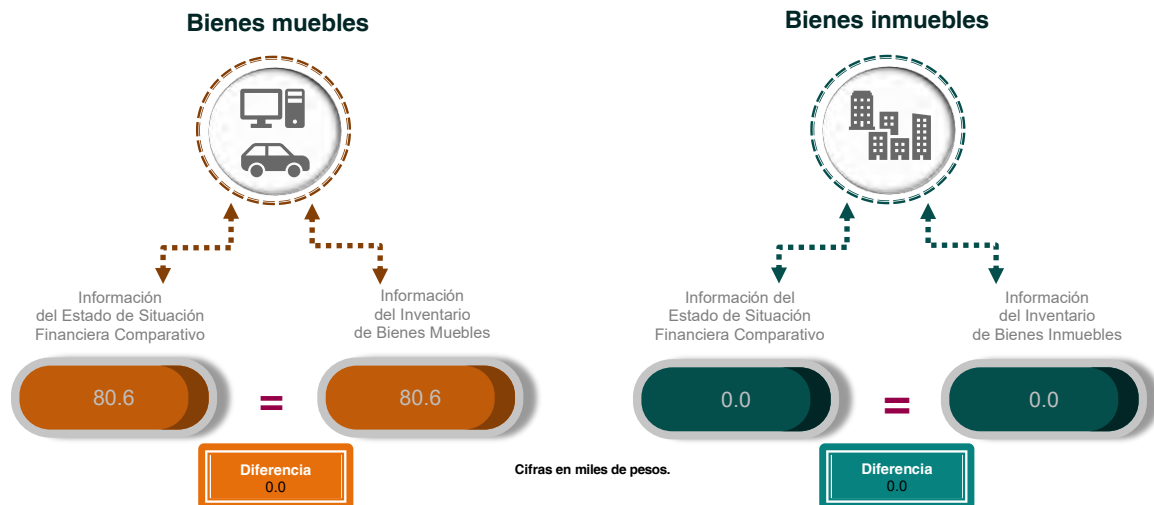 Bienes muebles
Información
del Estado de Situación
Financiera Comparativo
Información
del Inventario
de Bienes Muebles
80.6
=
80.6
Diferencia
0.0
Cifras en miles de pesos.
Bienes inmuebles
Información del
Estado de Situación
Financiera Comparativo
Información
del Inventario
de Bienes Inmuebles
0.0
=
0.0
Diferencia
0.0